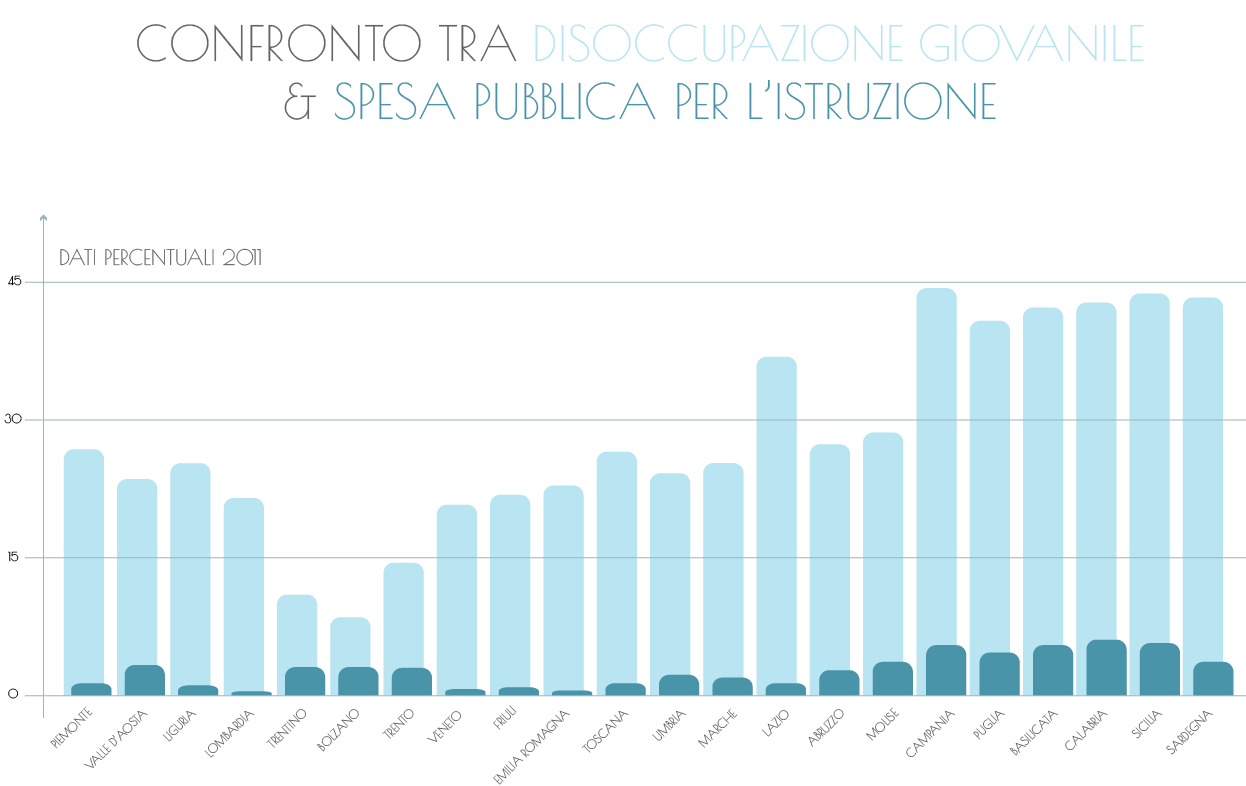 CONFRONTO TRA DISOCCUPAZIONE GIOVANILE
& SPESA PUBBLICA PER L'ISTRUZIONE
DATI PERCENTUALI 2011
45
30
15
0
PIEMONTE
VALLE D'AOSTA
LIGURIA
LOMBARDIA
TRENTINO
BOLZANO
TRENTO
VENETO
FRIULI
EMILIA ROMAGNA
TOSCANA
UMBRIA
MARCHE
LAZIO
ABRUZZO
MOLISE
CAMPANIA
PUGLIA
BASILICATA
CALABRIA
SICILIA
SARDEGNA